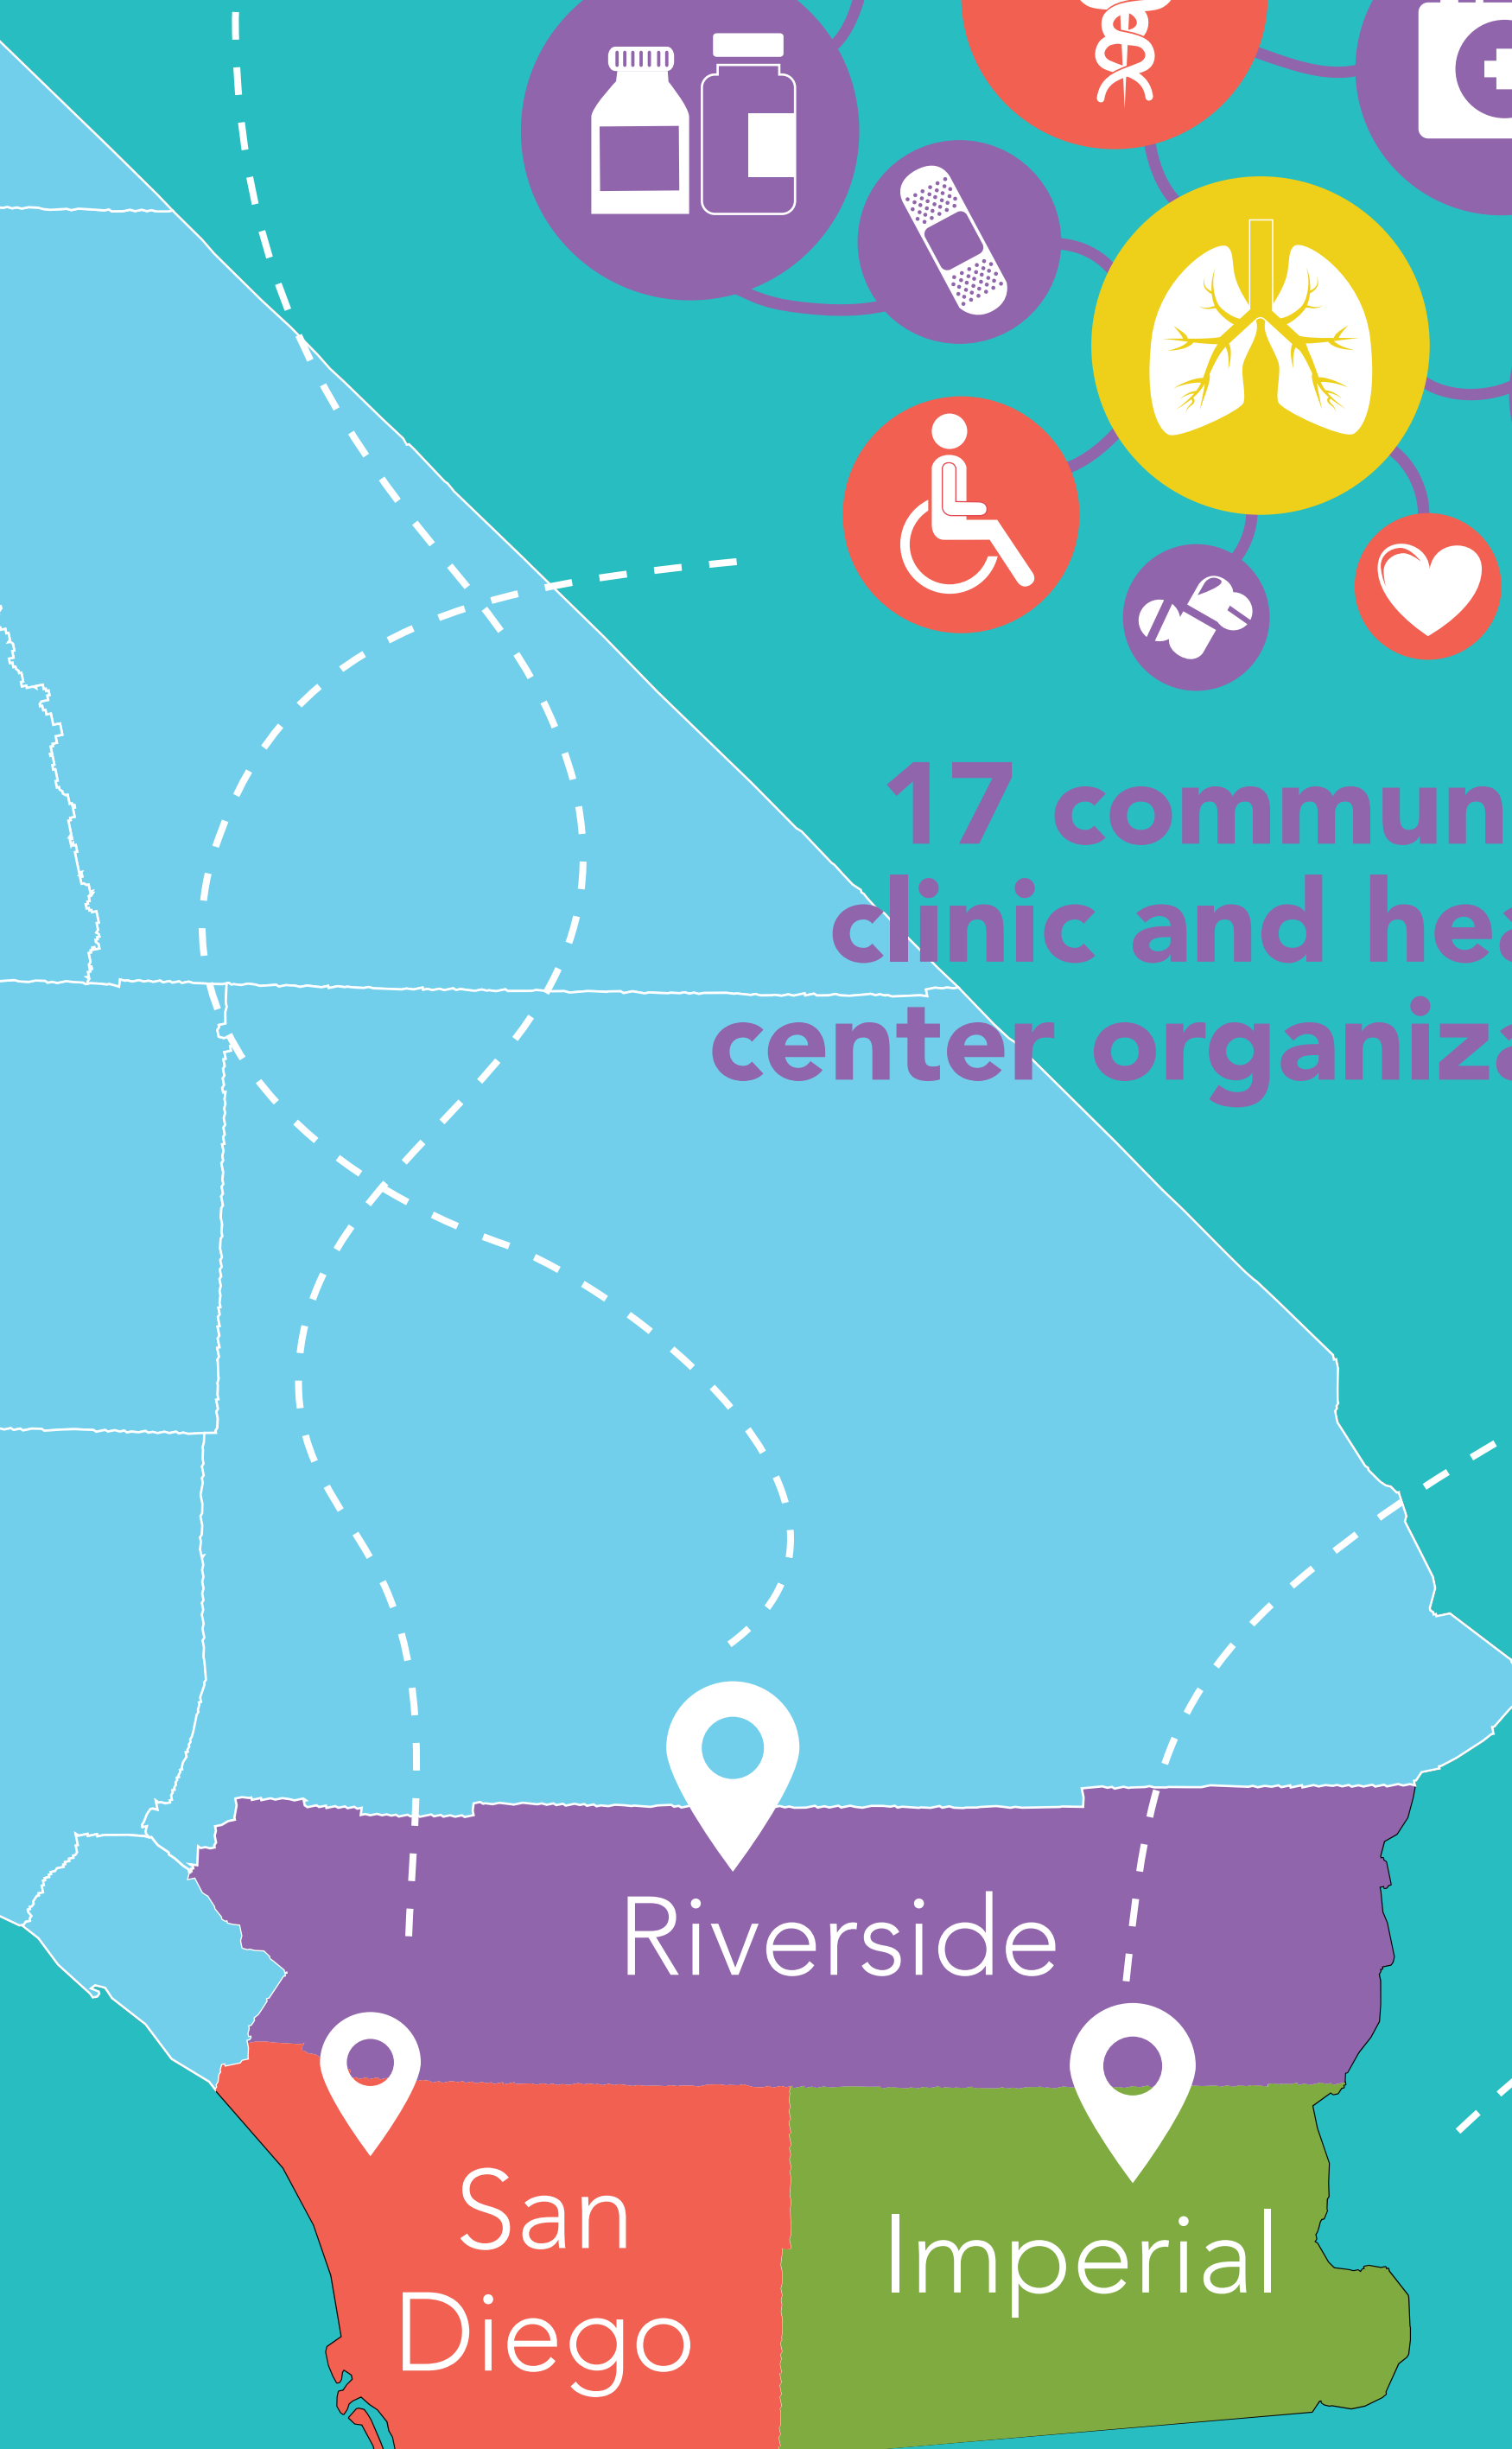 17 commun
clinic and hea
center organiza
Riverside
San
Diego
Imperial